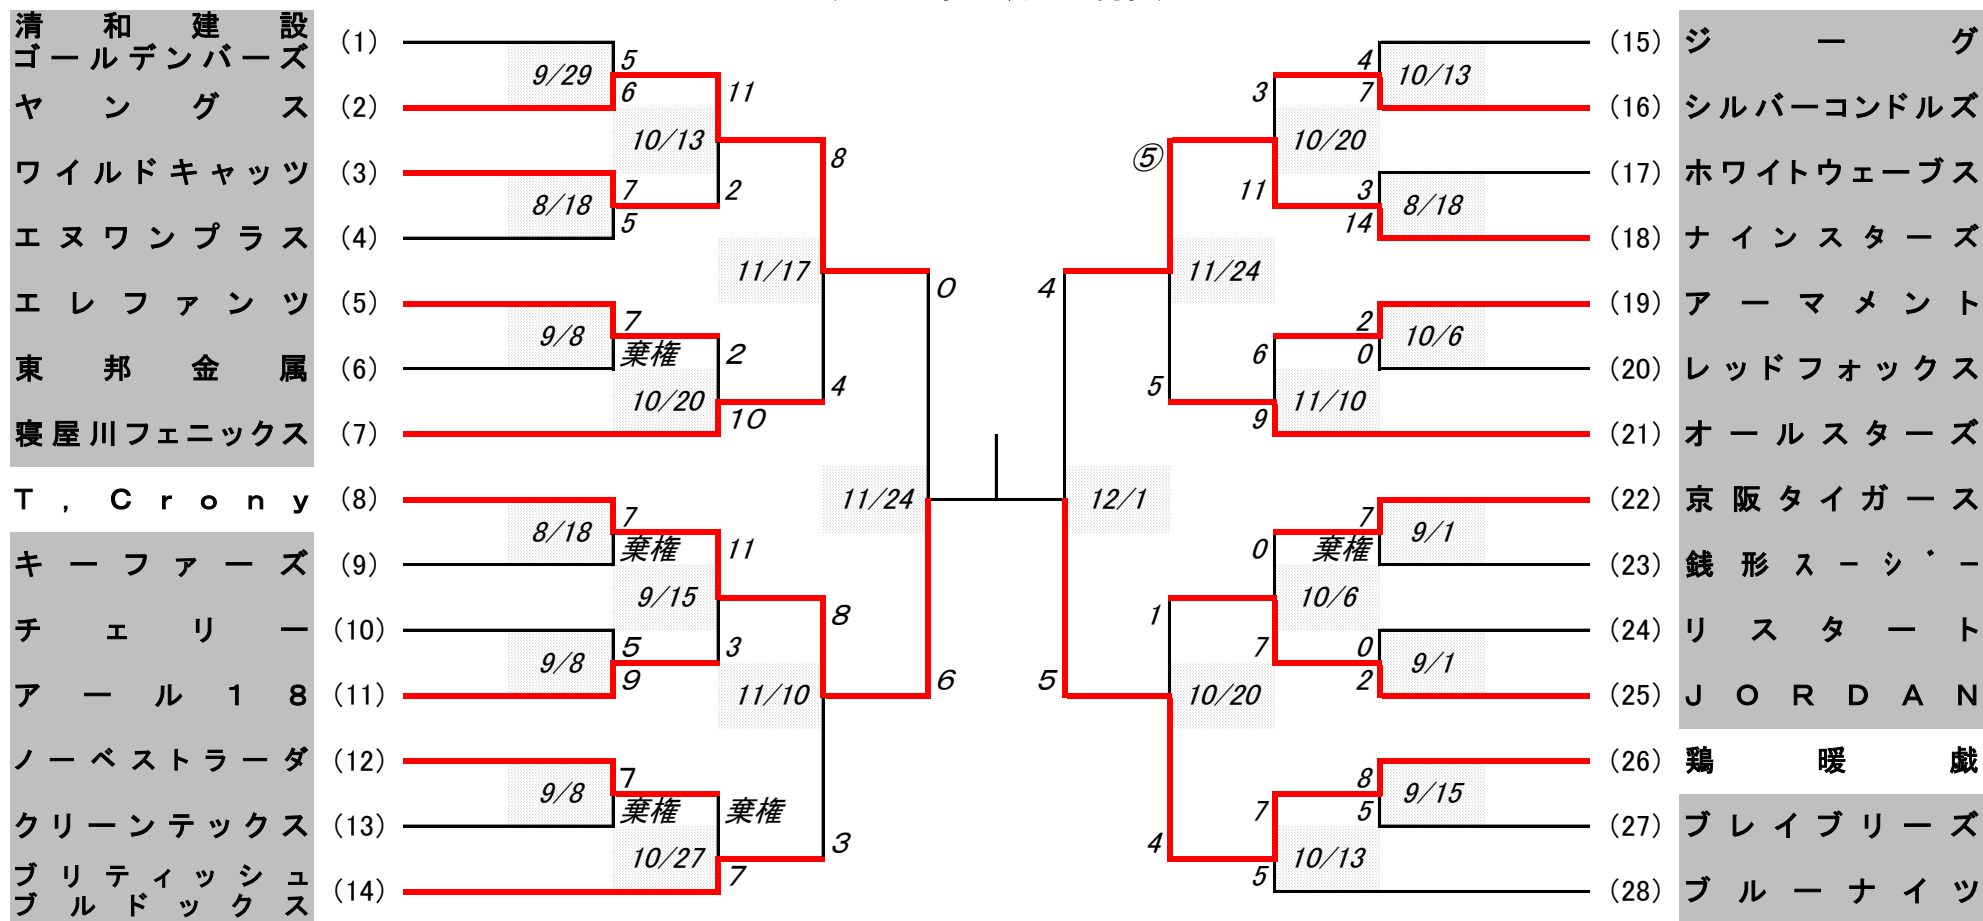 清和建設
ゴールデンバーズ
(1)
ヤングス
(2)
ワイルドキャッツ
(3)
エヌワンプラス
(4)
エレファンツ
(5)
東邦金属
(6)
寝屋川フェニックス
(7)
T,Crony
(8)
キーファーズ
(9)
チェリー
(10)
アール18
(11)
ノーベストラーダ
(12)
クリーンテックス
(13)
ブリティッシュ
ブルドックス
(14)
9/29
5
6
8/18
7
5
9/8
7
棄権
8/18
7
棄権
9/8
5
9
9/8
7
棄権
10/13
11
2
10/20
2
10
9/15
11
3
10/27
棄権
7
11/17
8
4
11/10
8
3
11/24
0
6
12/1
4
5
11/24
⑤
5
10/20
1
4
10/20
3
11
11/10
6
9
10/6
0
7
10/13
7
5
4
7
10/13
3
14
8/18
2
0
10/6
7
棄権
9/1
0
2
9/1
8
5
9/15
(15)
ジーグ
(16)
シルバーコンドルズ
(17)
ホワイトウェーブス
(18)
ナインスターズ
(19)
アーマメント
(20)
レッドフォックス
(21)
オールスターズ
(22)
京阪タイガース
(23)
銭形スージー
(24)
リスタート
(25)
JORDAN
(26)
鶏暖戯
(27)
ブレイブリーズ
(28)
ブルーナイツ